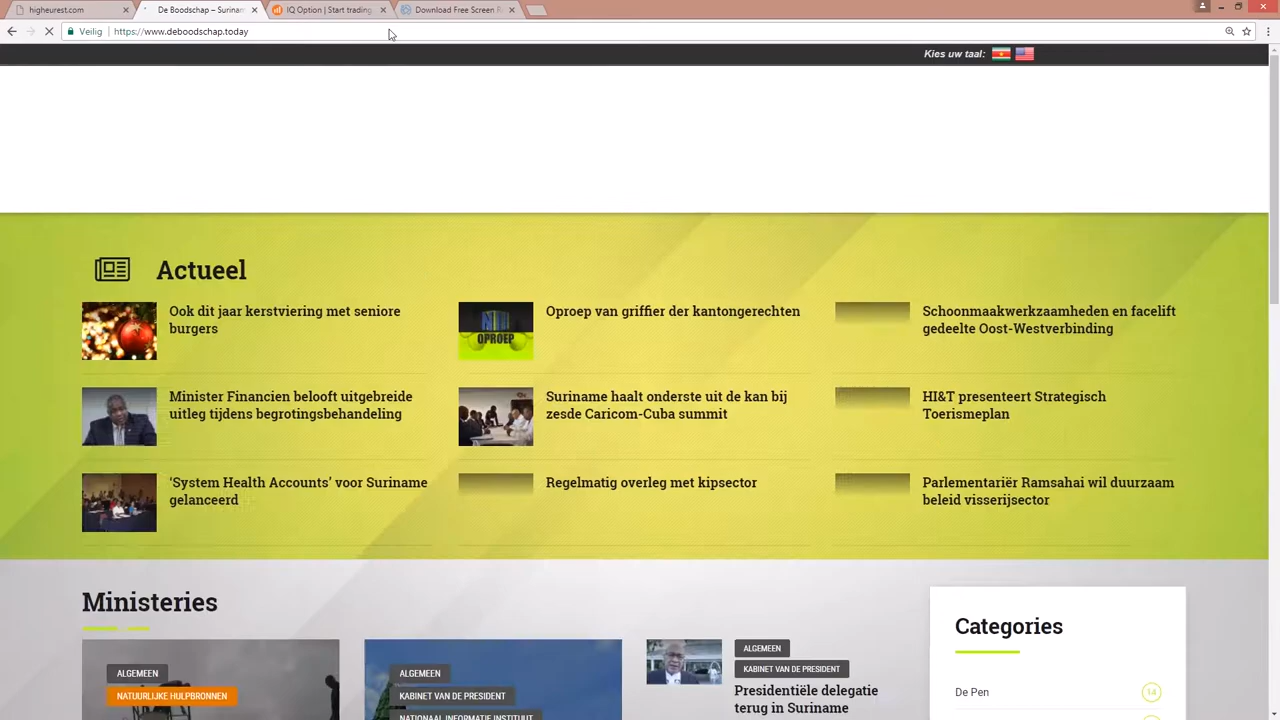 higheurest.com
De Boodschap – Surinam
IQ Option | Start trading
Download Free Screen R
Veilig
https://www.deboodschap.today
Kies uw taal:
Actueel
Ook dit jaar kerstviering met seniore
burgers
OPROEP
Oproep van griffier der kantongerechten
Schoonmaakwerkzaamheden en facelift
gedeelte Oost-Westverbinding
Minister Financien belooft uitgebreide
uitleg tijdens begrotingsbehandeling
Suriname haalt onderste uit de kan bij
zesde Caricom-Cuba summit
HI&T presenteert Strategisch
Toerismeplan
‘System Health Accounts’ voor Suriname
gelanceerd
Regelmatig overleg met kipsector
Parlementariër Ramsahai wil duurzaam
beleid visserijsector
Ministeries
ALGEMEEN
NATUURLIJKE HULPBRONNEN
ALGEMEEN
KABINET VAN DE PRESIDENT
NATIONAAL INFORMATIE INSTITUUT
ALGEMEEN
KABINET VAN DE PRESIDENT
Presidentiële delegatie
terug in Suriname
Categories
De Pen
14